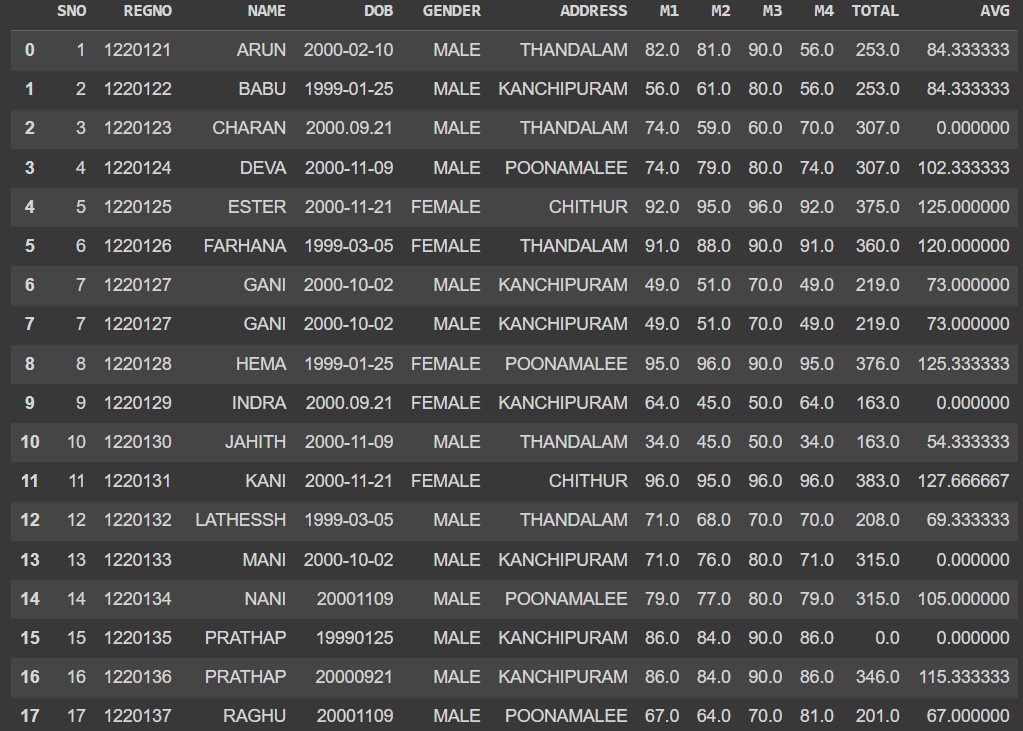 SNO REGNO NAME DOB GENDER ADDRESS M1 M2 M3 M4 TOTAL AVG
0 1 1220121 ARUN 2000-02-10 MALE THANDALAM 82.0 81.0 90.0 56.0 253.0 84.333333
1 2 1220122 BABU 1999-01-25 MALE KANCHIPURAM 56.0 61.0 80.0 56.0 253.0 84.333333
2 3 1220123 CHARAN 2000.09.21 MALE THANDALAM 74.0 59.0 60.0 70.0 307.0 0.000000
3 4 1220124 DEVA 2000-11-09 MALE POONAMALEE 74.0 79.0 80.0 74.0 307.0 102.333333
4 5 1220125 ESTER 2000-11-21 FEMALE CHITHUR 92.0 95.0 96.0 92.0 375.0 125.000000
5 6 1220126 FARHANA 1999-03-05 FEMALE THANDALAM 91.0 88.0 90.0 91.0 360.0 120.000000
6 7 1220127 GANI 2000-10-02 MALE KANCHIPURAM 49.0 51.0 70.0 49.0 219.0 73.000000
7 7 1220127 GANI 2000-10-02 MALE KANCHIPURAM 49.0 51.0 70.0 49.0 219.0 73.000000
8 8 1220128 HEMA 1999-01-25 FEMALE POONAMALEE 95.0 96.0 90.0 95.0 376.0 125.333333
9 9 1220129 INDRA 2000.09.21 FEMALE KANCHIPURAM 64.0 45.0 50.0 64.0 163.0 0.000000
10 10 1220130 JAHITH 2000-11-09 MALE THANDALAM 34.0 45.0 50.0 34.0 163.0 54.333333
11 11 1220131 KANI 2000-11-21 FEMALE CHITHUR 96.0 95.0 96.0 96.0 383.0 127.666667
12 12 1220132 LATHESSH 1999-03-05 MALE THANDALAM 71.0 68.0 70.0 70.0 208.0 69.333333
13 13 1220133 MANI 2000-10-02 MALE KANCHIPURAM 71.0 76.0 80.0 71.0 315.0 0.000000
14 14 1220134 NANI 20001109 MALE POONAMALEE 79.0 77.0 80.0 79.0 315.0 105.000000
15 15 1220135 PRATHAP 19990125 MALE KANCHIPURAM 86.0 84.0 90.0 86.0 0.0 0.000000
16 16 1220136 PRATHAP 20000921 MALE KANCHIPURAM 86.0 84.0 90.0 86.0 346.0 115.333333
17 17 1220137 RAGHU 20001109 MALE POONAMALEE 67.0 64.0 70.0 81.0 201.0 67.000000